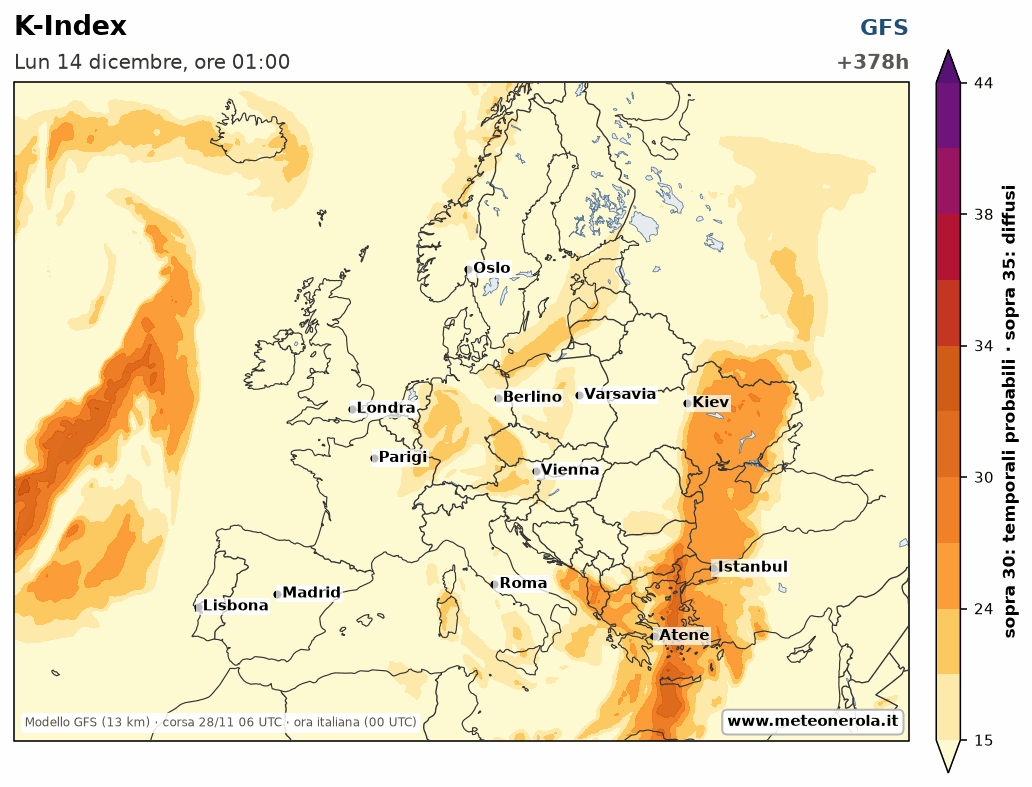 K-Index
GFS
Lun 14 dicembre, ore 01:00
+378h
Oslo
Berlino
Varsavia
Kiev
Londra
Parigi
Vienna
Istanbul
Roma
Madrid
Lisbona
Atene
Modello GFS (13 km) · corsa 28/11 06 UTC · ora italiana (00 UTC)
www.meteonerola.it
44
38
34
30
24
15
sopra 30: temporali probabili · sopra 35: diffusi